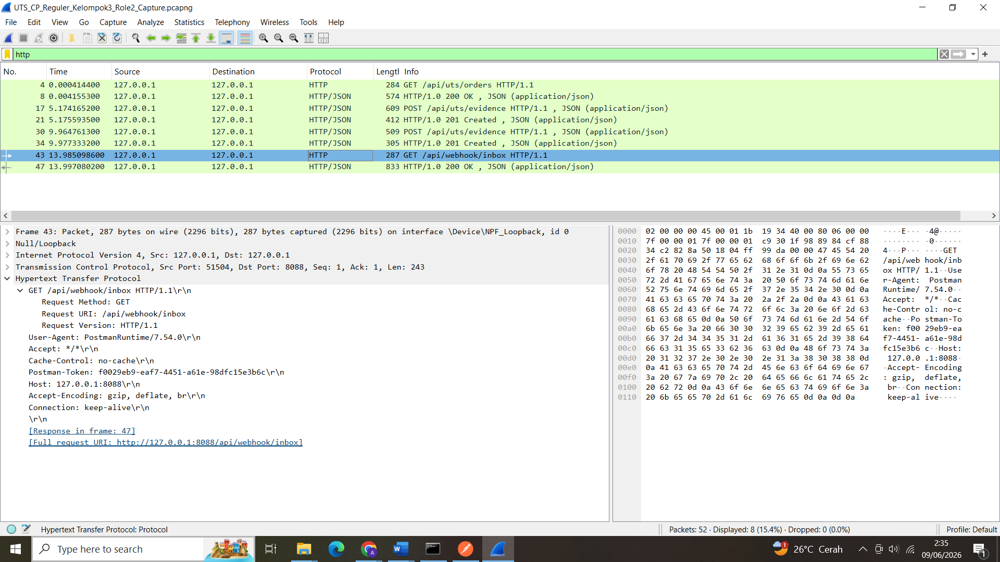 UTS_CP_Reguler_Kelompok3_Role2_Capture.pcapng
File Edit View Go Capture Analyze Statistics Telephony Wireless Tools Help
http
No. Time Source Destination Protocol Lengtl Info
4 0.000414400 127.0.0.1 127.0.0.1 HTTP 284 GET /api/uts/orders HTTP/1.1
8 0.004155300 127.0.0.1 127.0.0.1 HTTP/JSON 574 HTTP/1.0 200 OK , JSON (application/json)
17 5.174165200 127.0.0.1 127.0.0.1 HTTP/JSON 609 POST /api/uts/evidence HTTP/1.1 , JSON (application/json)
21 5.175593500 127.0.0.1 127.0.0.1 HTTP/JSON 412 HTTP/1.0 201 Created , JSON (application/json)
30 9.964761300 127.0.0.1 127.0.0.1 HTTP/JSON 509 POST /api/uts/evidence HTTP/1.1 , JSON (application/json)
34 9.977333200 127.0.0.1 127.0.0.1 HTTP/JSON 305 HTTP/1.0 201 Created , JSON (application/json)
43 13.985098600 127.0.0.1 127.0.0.1 HTTP 287 GET /api/webhook/inbox HTTP/1.1
47 13.997080200 127.0.0.1 127.0.0.1 HTTP/JSON 833 HTTP/1.0 200 OK , JSON (application/json)
Frame 43: Packet, 287 bytes on wire (2296 bits), 287 bytes captured (2296 bits) on interface \Device\NPF_Loopback, id 0
Null/Loopback
Internet Protocol Version 4, Src: 127.0.0.1, Dst: 127.0.0.1
Transmission Control Protocol, Src Port: 51504, Dst Port: 8088, Seq: 1, Ack: 1, Len: 243
Hypertext Transfer Protocol
GET /api/webhook/inbox HTTP/1.1\r\n
Request Method: GET
Request URI: /api/webhook/inbox
Request Version: HTTP/1.1
User-Agent: PostmanRuntime/7.54.0\r\n
Accept: */*\r\n
Cache-Control: no-cache\r\n
Postman-Token: f0029eb9-eaf7-4451-a61e-98dfc15e3b6c\r\n
Host: 127.0.0.1:8088\r\n
Accept-Encoding: gzip, deflate, br\r\n
Connection: keep-alive\r\n
\r\n
[Response in frame: 47]
[Full request URI: http://127.0.0.1:8088/api/webhook/inbox]
0000 02 00 00 00 45 00 01 1b 19 34 40 00 80 06 00 00 ····E··· ·4@·····
0010 7f 00 00 01 7f 00 00 01 c9 30 1f 98 89 84 cf 88 ········ ·0······
0020 34 c2 82 8a 50 18 04 ff 99 da 00 00 47 45 54 20 4···P··· ····GET
0030 2f 61 70 69 2f 77 65 62 68 6f 6f 6b 2f 69 6e 62 /api/web hook/inb
0040 6f 78 20 48 54 54 50 2f 31 2e 31 0d 0a 55 73 65 ox HTTP/ 1.1··Use
0050 72 2d 41 67 65 6e 74 3a 20 50 6f 73 74 6d 61 6e r-Agent: Postman
0060 52 75 6e 74 69 6d 65 2f 37 2e 35 34 2e 30 0d 0a Runtime/ 7.54.0··
0070 41 63 63 65 70 74 3a 20 2a 2f 2a 0d 0a 43 61 63 Accept: */*··Cac
0080 68 65 2d 43 6f 6e 74 72 6f 6c 3a 20 6e 6f 2d 63 he-Contr ol: no-c
0090 61 63 68 65 0d 0a 50 6f 73 74 6d 61 6e 2d 54 6f ache··Po stman-To
00a0 6b 65 6e 3a 20 66 30 30 32 39 65 62 39 2d 65 61 ken: f00 29eb9-ea
00b0 66 37 2d 34 34 35 31 2d 61 36 31 65 2d 39 38 64 f7-4451- a61e-98d
00c0 66 63 31 35 65 33 62 36 63 0d 0a 48 6f 73 74 3a fc15e3b6 c··Host:
00d0 20 31 32 37 2e 30 2e 30 2e 31 3a 38 30 38 38 0d 127.0.0 .1:8088·
00e0 0a 41 63 63 65 70 74 2d 45 6e 63 6f 64 69 6e 67 ·Accept- Encoding
00f0 3a 20 67 7a 69 70 2c 20 64 65 66 6c 61 74 65 2c : gzip, deflate,
0100 20 62 72 0d 0a 43 6f 6e 6e 65 63 74 69 6f 6e 3a br··Con nection:
0110 20 6b 65 65 70 2d 61 6c 69 76 65 0d 0a 0d 0a keep-al ive····
Hypertext Transfer Protocol: Protocol
Packets: 52 · Displayed: 8 (15.4%) · Dropped: 0 (0.0%)
Profile: Default
Type here to search
1
26°C Cerah
2:35
09/06/2026
1